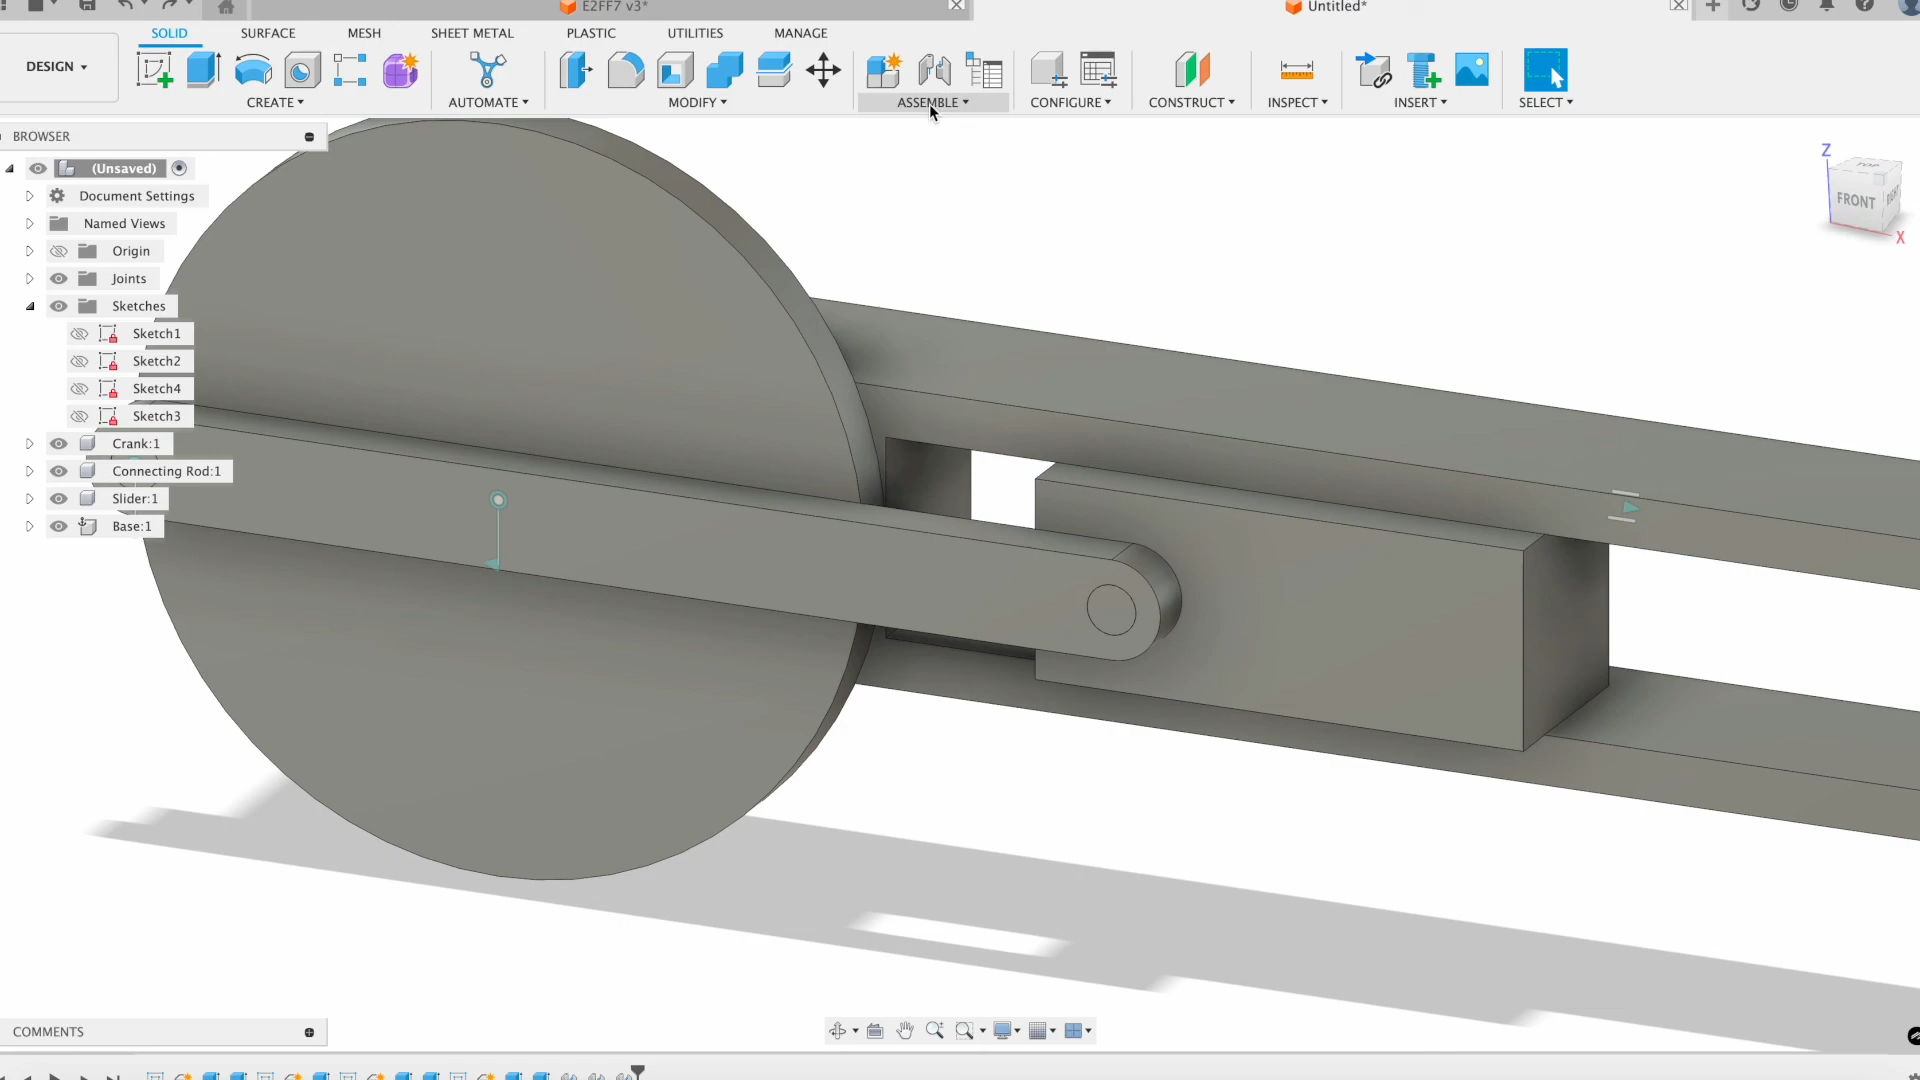 E2FF7 v3*
Untitled*
SOLID SURFACE MESH SHEET METAL PLASTIC UTILITIES MANAGE
DESIGN
CREATE AUTOMATE MODIFY ASSEMBLE CONFIGURE CONSTRUCT INSPECT INSERT SELECT
BROWSER
(Unsaved)
Document Settings
Named Views
Origin
Joints
Sketches
Sketch1
Sketch2
Sketch4
Sketch3
Crank:1
Connecting Rod:1
Slider:1
Base:1
Z
TOP
FRONT
RIGHT
X
COMMENTS